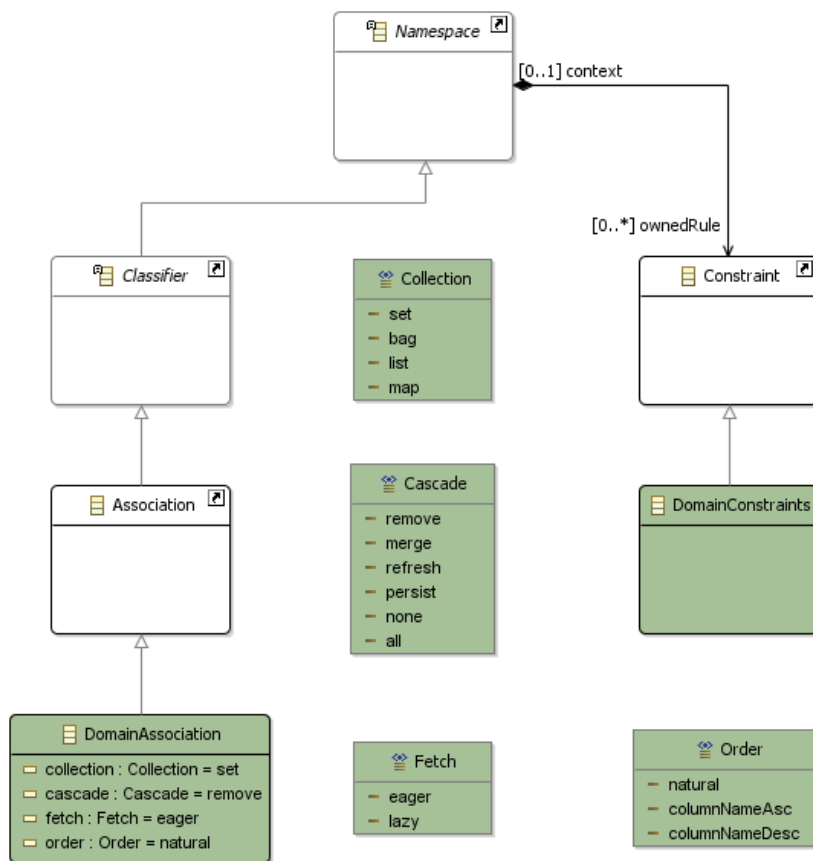 Namespace
[0..1] context
[0..*] ownedRule
Classifier
Collection
set
bag
list
map
Constraint
Association
Cascade
remove
merge
refresh
persist
none
all
DomainConstraints
DomainAssociation
collection : Collection = set
cascade : Cascade = remove
fetch : Fetch = eager
order : Order = natural
Fetch
eager
lazy
Order
natural
columnNameAsc
columnNameDesc